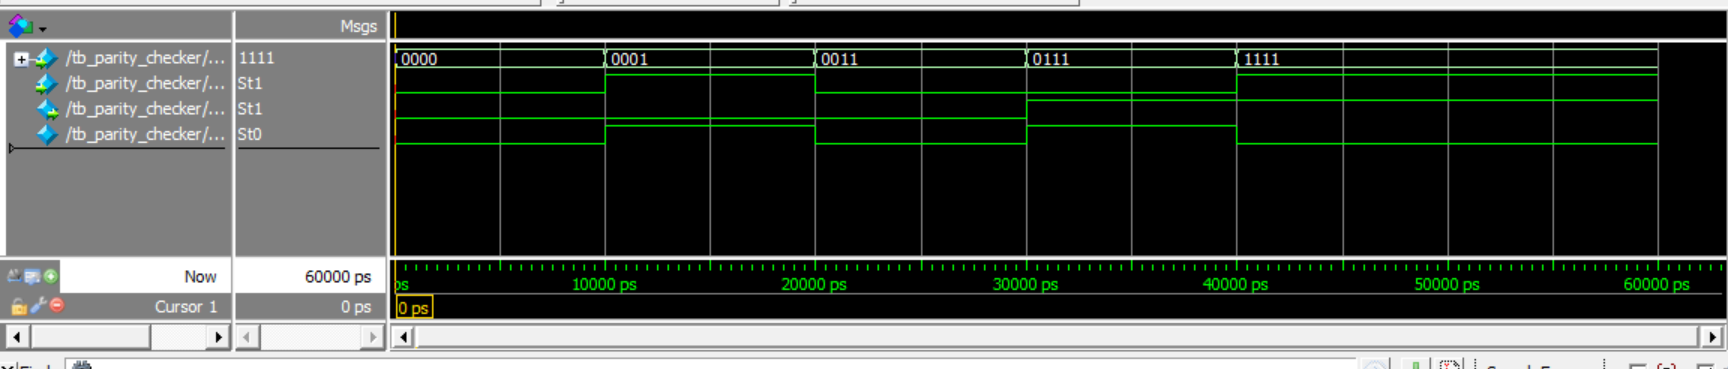 Msgs
/tb_parity_checker/... 1111 0000 0001 0011 0111 1111
/tb_parity_checker/... St1
/tb_parity_checker/... St1
/tb_parity_checker/... St0
Now 60000 ps
ps 10000 ps 20000 ps 30000 ps 40000 ps 50000 ps 60000 ps
Cursor 1 0 ps 0 ps